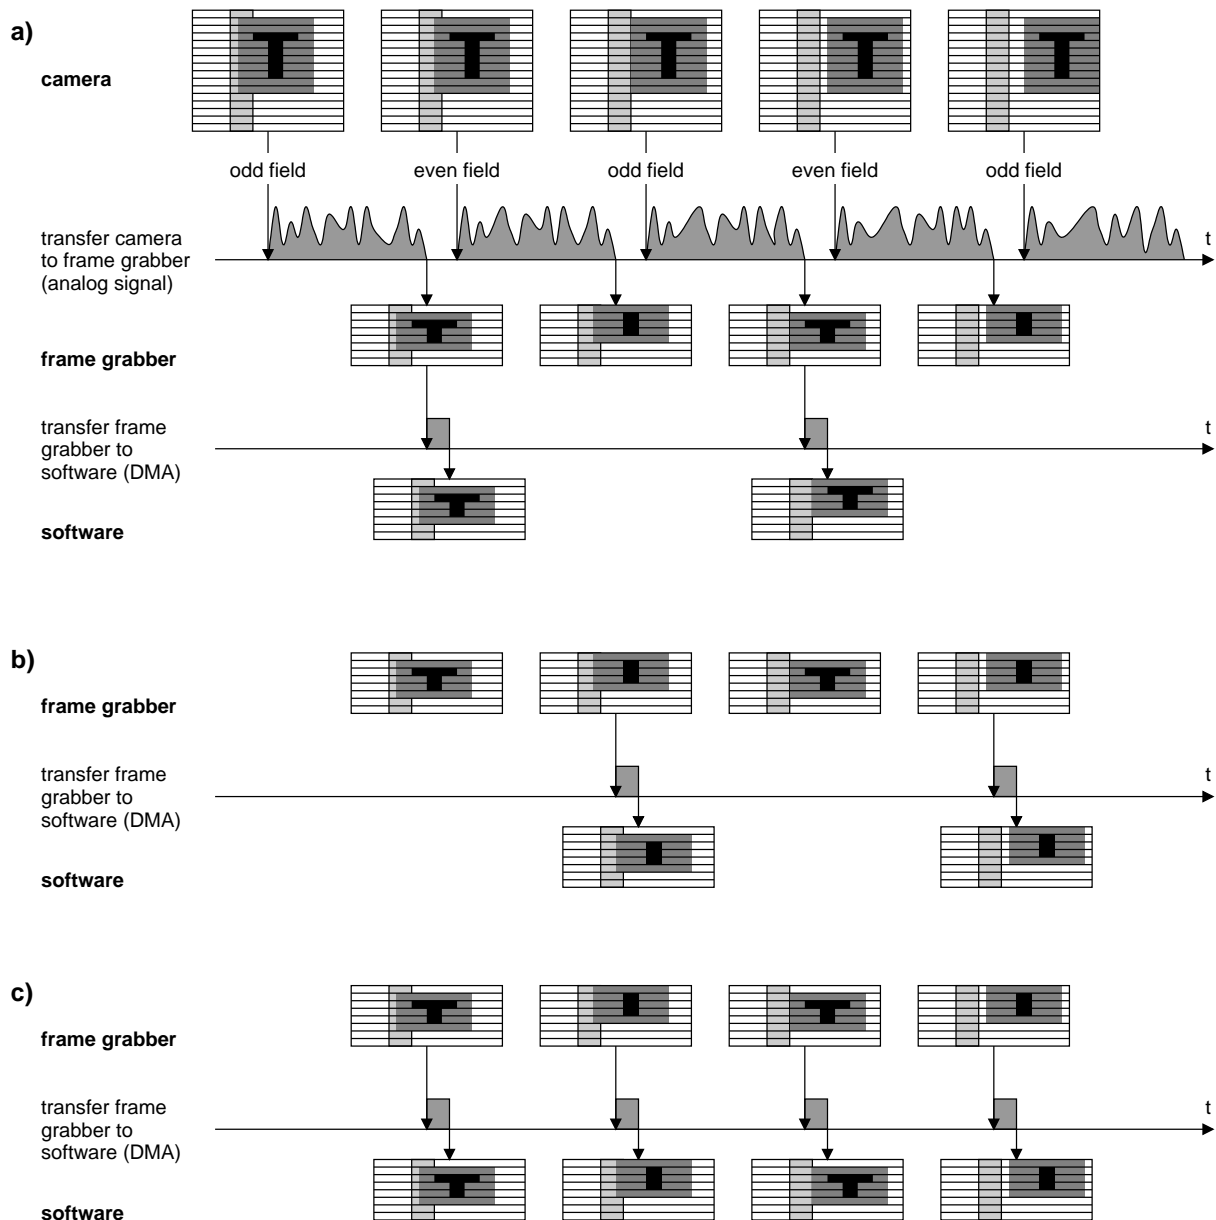 a)
camera
odd field
even field
odd field
even field
odd field
transfer camera
to frame grabber
(analog signal)
t
frame grabber
transfer frame
grabber to
software (DMA)
t
software
b)
frame grabber
transfer frame
grabber to
software (DMA)
t
software
c)
frame grabber
transfer frame
grabber to
software (DMA)
t
software